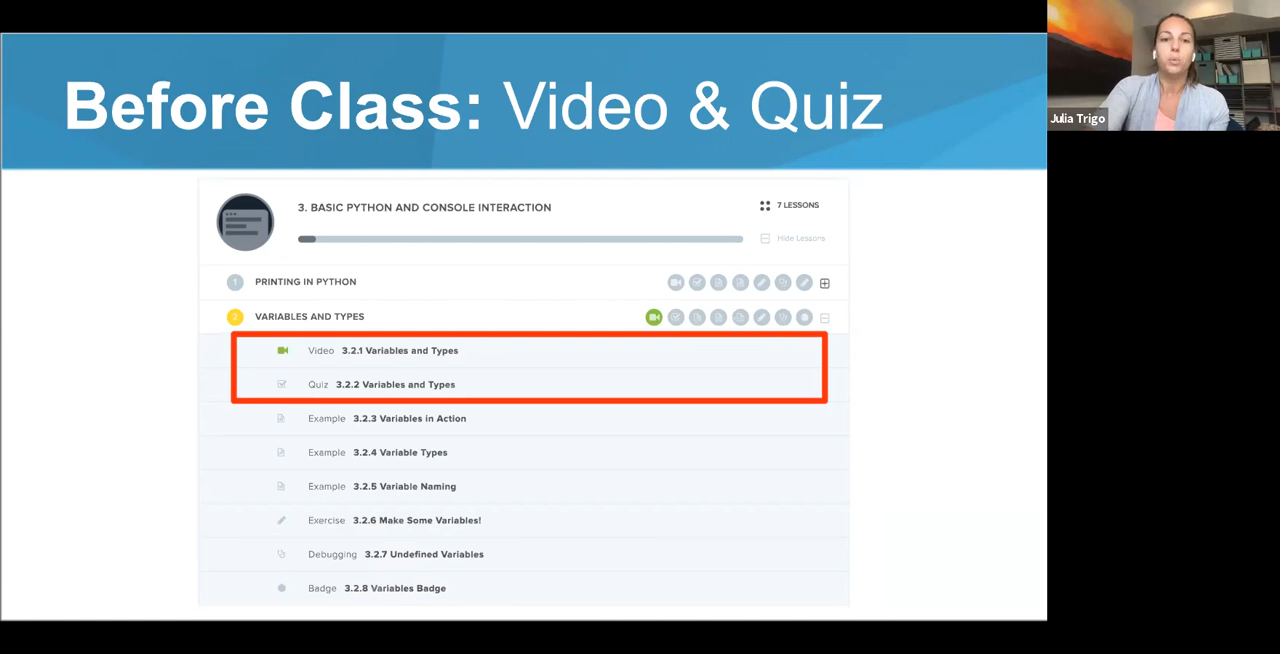 Before Class: Video & Quiz
Julia Trigo
3. BASIC PYTHON AND CONSOLE INTERACTION
7 LESSONS
Hide Lessons
1 PRINTING IN PYTHON
2 VARIABLES AND TYPES
Video 3.2.1 Variables and Types
Quiz 3.2.2 Variables and Types
Example 3.2.3 Variables in Action
Example 3.2.4 Variable Types
Example 3.2.5 Variable Naming
Exercise 3.2.6 Make Some Variables!
Debugging 3.2.7 Undefined Variables
Badge 3.2.8 Variables Badge